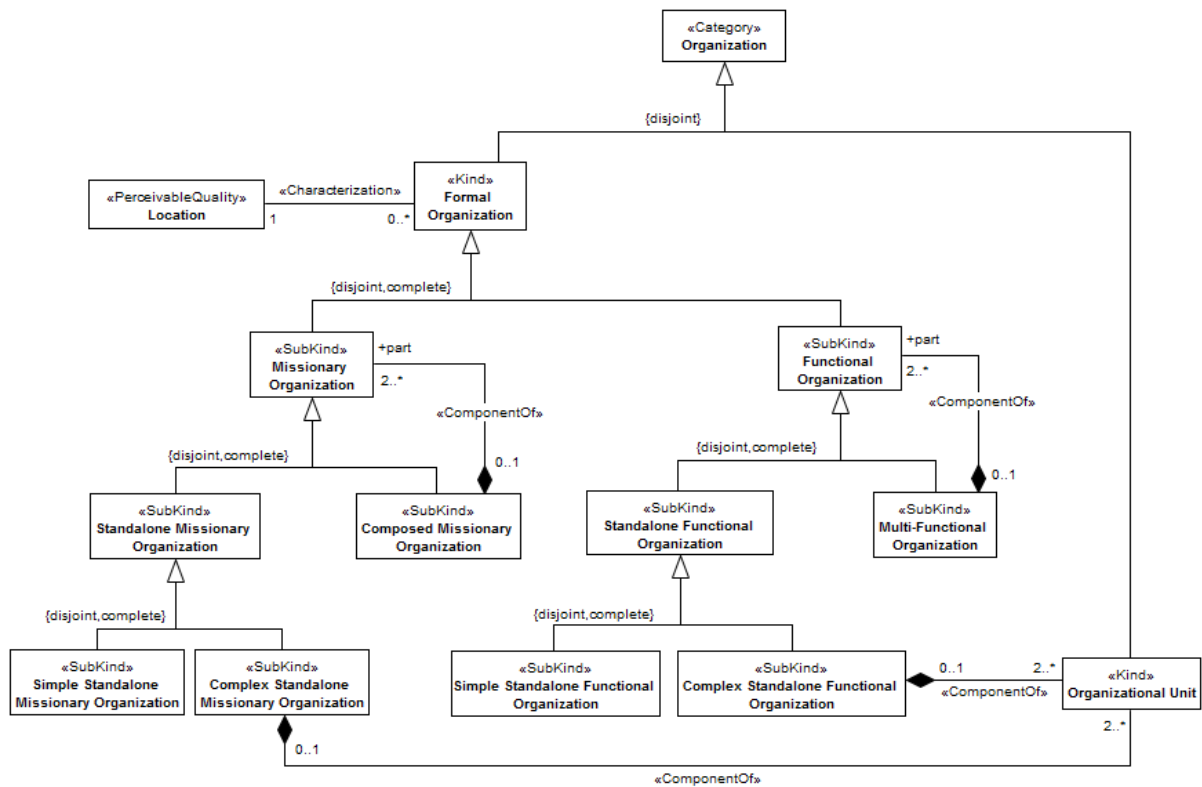 «Category»
Organization
{disjoint}
«PerceivableQuality»
Location
«Characterization»
1
0..*
«Kind»
Formal
Organization
{disjoint,complete}
«SubKind»
Missionary
Organization
+part
2..*
«ComponentOf»
0..1
«SubKind»
Functional
Organization
+part
2..*
«ComponentOf»
0..1
{disjoint,complete}
{disjoint,complete}
«SubKind»
Standalone Missionary
Organization
«SubKind»
Composed Missionary
Organization
«SubKind»
Standalone Functional
Organization
«SubKind»
Multi-Functional
Organization
{disjoint,complete}
{disjoint,complete}
«SubKind»
Simple Standalone
Missionary Organization
«SubKind»
Complex Standalone
Missionary Organization
«SubKind»
Simple Standalone Functional
Organization
«SubKind»
Complex Standalone Functional
Organization
0..1
2..*
«ComponentOf»
«Kind»
Organizational Unit
2..*
0..1
«ComponentOf»